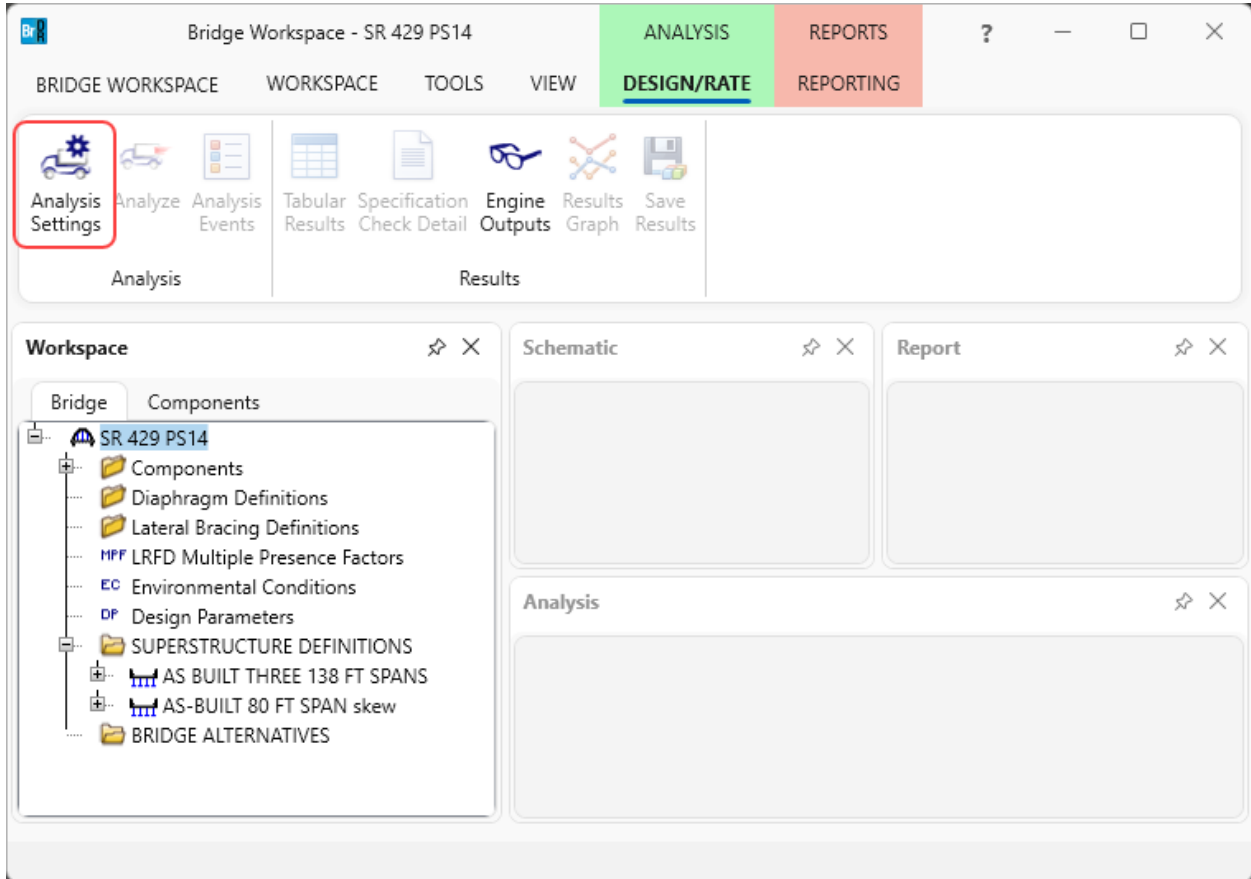 Br DR
Bridge Workspace - SR 429 PS14
ANALYSIS
REPORTS
?
BRIDGE WORKSPACE
WORKSPACE
TOOLS
VIEW
DESIGN/RATE
REPORTING
Analysis
Settings
Analyze
Analysis
Events
Tabular
Results
Specification
Check Detail
Engine
Outputs
Results
Graph
Save
Results
Analysis
Results
Workspace
Bridge
Components
SR 429 PS14
Components
Diaphragm Definitions
Lateral Bracing Definitions
MPF LRFD Multiple Presence Factors
EC Environmental Conditions
DP Design Parameters
SUPERSTRUCTURE DEFINITIONS
AS BUILT THREE 138 FT SPANS
AS-BUILT 80 FT SPAN skew
BRIDGE ALTERNATIVES
Schematic
Report
Analysis